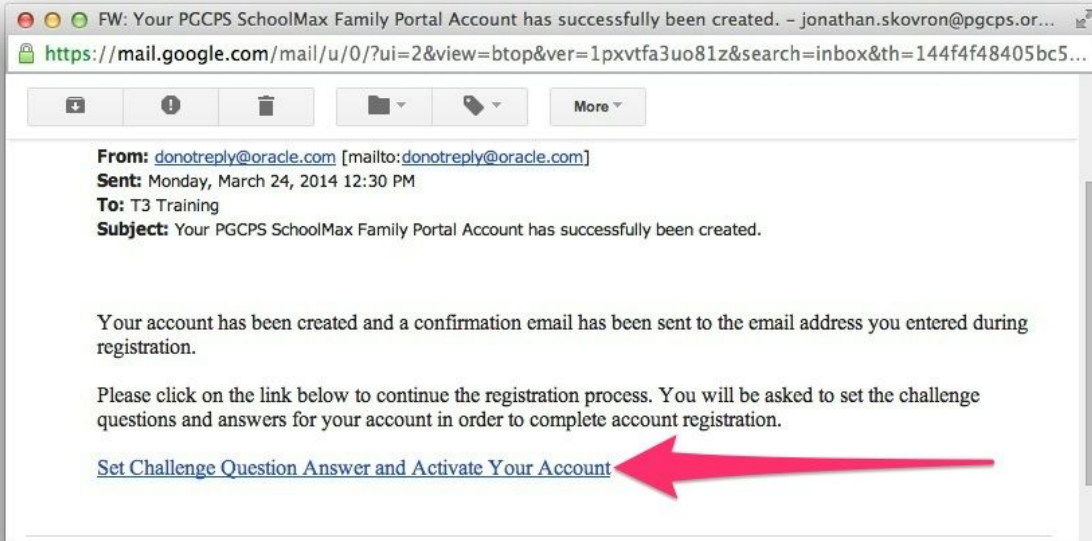 FW: Your PGCPS SchoolMax Family Portal Account has successfully been created. – jonathan.skovron@pgcps.or...
https://mail.google.com/mail/u/0/?ui=2&view=btop&ver=1pxvtfa3uo81z&search=inbox&th=144f4f48405bc5...
More
From: donotreply@oracle.com [mailto:donotreply@oracle.com]
Sent: Monday, March 24, 2014 12:30 PM
To: T3 Training
Subject: Your PGCPS SchoolMax Family Portal Account has successfully been created.
Your account has been created and a confirmation email has been sent to the email address you entered during
registration.
Please click on the link below to continue the registration process. You will be asked to set the challenge
questions and answers for your account in order to complete account registration.
Set Challenge Question Answer and Activate Your Account